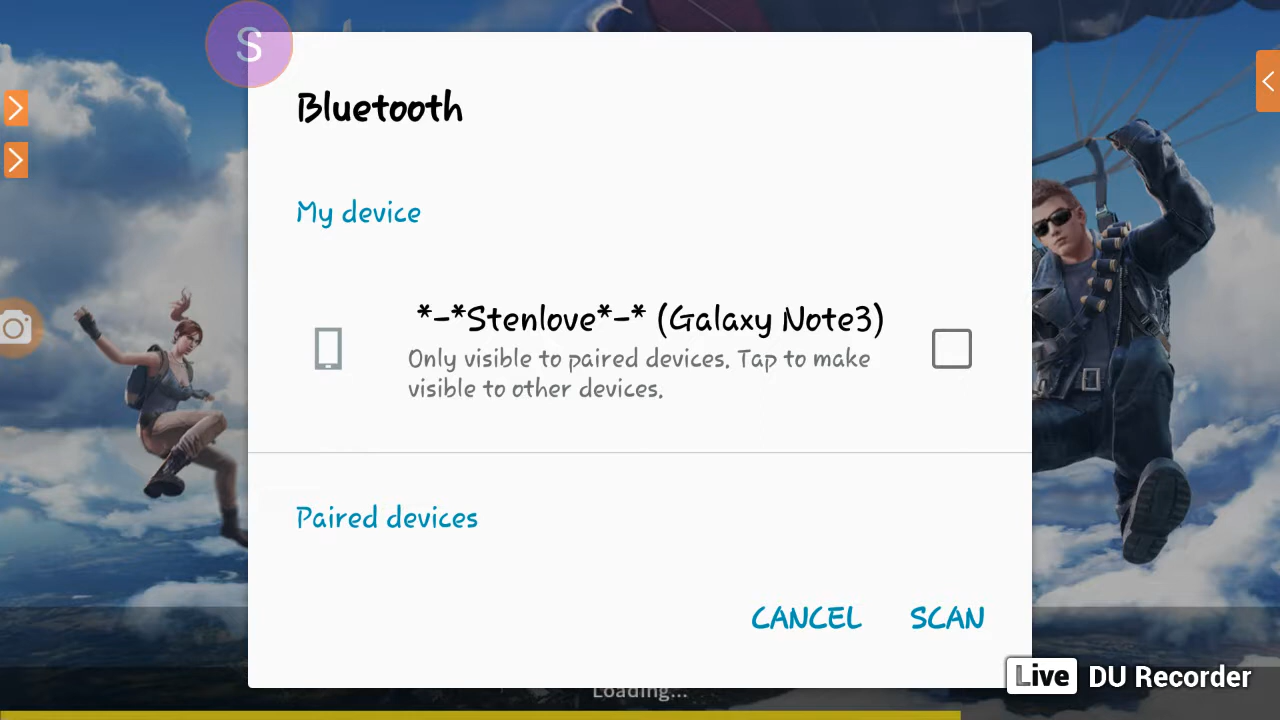 S
Bluetooth
My device
*-*Stenlove*-* (Galaxy Note3)
Only visible to paired devices. Tap to make
visible to other devices.
Paired devices
CANCEL SCAN
Loading...
Live DU Recorder